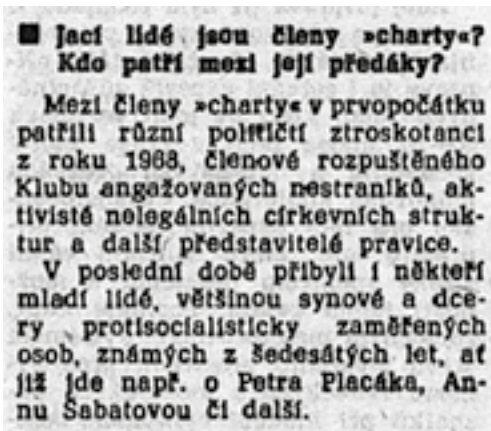 ■ Jací lidé jsou členy »charty«?
Kdo patří mezi její předáky?
Mezi členy »charty« v prvopočátku
patřili různí političtí ztroskotanci
z roku 1968, členové rozpuštěného
Klubu angažovaných nestraníků, ak-
tivisté nelegálních církevních struk-
tur a další představitelé pravice.
V poslední době přibyli i někteří
mladí lidé, většinou synové a dce-
ry protisocialisticky zaměřených
osob, známých z šedesátých let, ať
již jde např. o Petra Placáka, An-
nu Šabatovou či další.